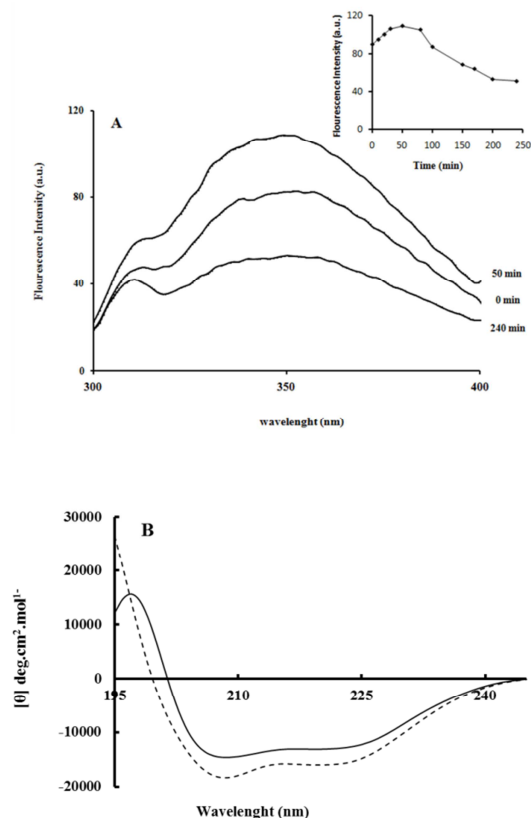 A
Flourescence Intensity (a.u.)
120
80
40
0
300
350
400
wavelenght (nm)
50 min
0 min
240 min
Flourescence Intensity (a.u.)
120
80
40
0
0 50 100 150 200 250
Time (min)
B
[θ] deg.cm².mol¹⁻
30000
20000
10000
0
-10000
-20000
195 210 225 240
Wavelenght (nm)